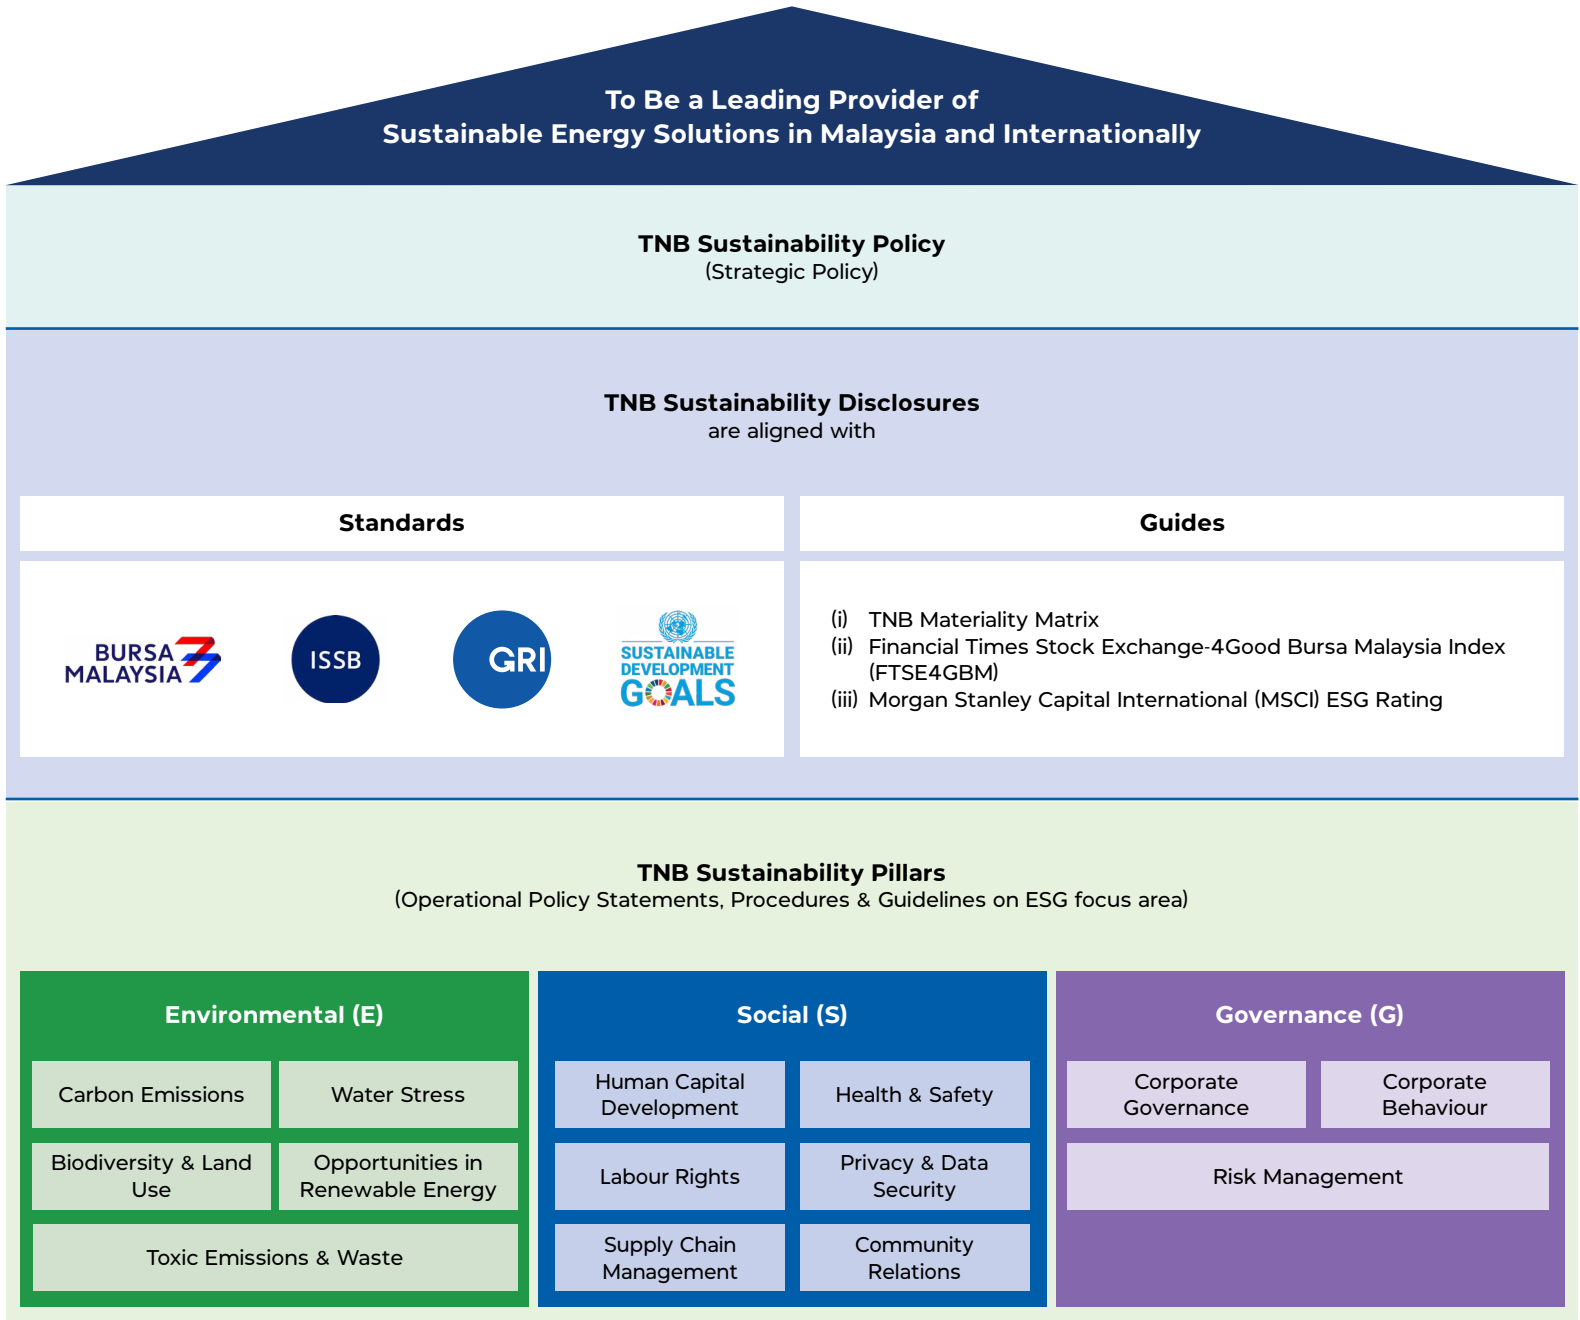 To Be a Leading Provider of
Sustainable Energy Solutions in Malaysia and Internationally
TNB Sustainability Policy
(Strategic Policy)
TNB Sustainability Disclosures
are aligned with
Standards
BURSA
MALAYSIA
ISSB
GRI
SUSTAINABLE
DEVELOPMENT
GOALS
Guides
(i) TNB Materiality Matrix
(ii) Financial Times Stock Exchange-4Good Bursa Malaysia Index
(FTSE4GBM)
(iii) Morgan Stanley Capital International (MSCI) ESG Rating
TNB Sustainability Pillars
(Operational Policy Statements, Procedures & Guidelines on ESG focus area)
Environmental (E)
Carbon Emissions
Water Stress
Biodiversity & Land
Use
Opportunities in
Renewable Energy
Toxic Emissions & Waste
Social (S)
Human Capital
Development
Health & Safety
Labour Rights
Privacy & Data
Security
Supply Chain
Management
Community
Relations
Governance (G)
Corporate
Governance
Corporate
Behaviour
Risk Management